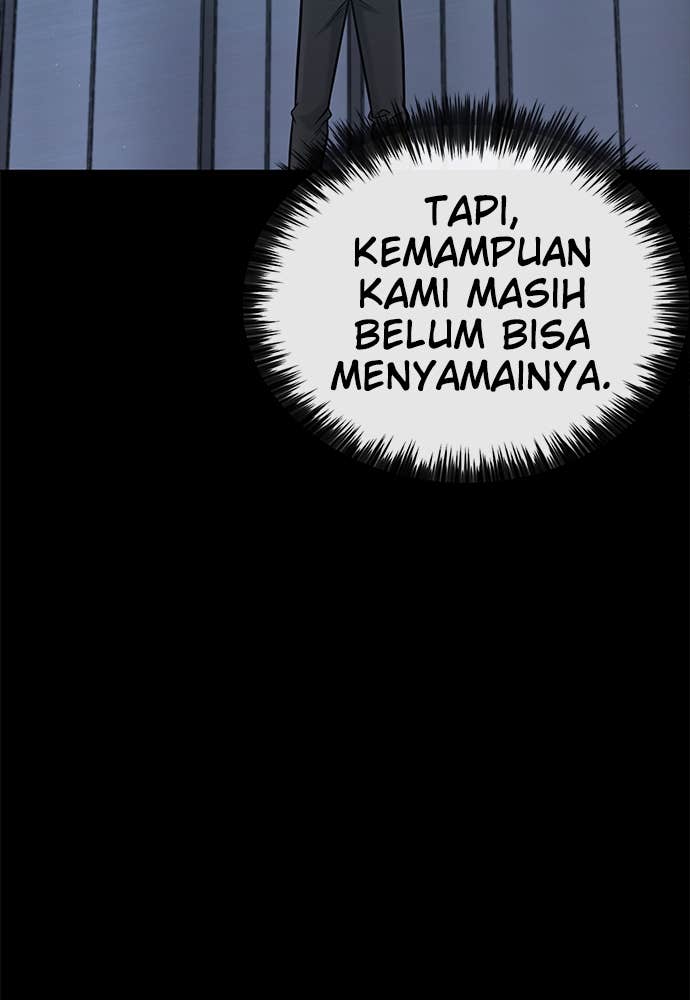 TAPI,
KEMAMPUAN
KAMI MASIH
BELUM BISA
MENYAMAINYA.